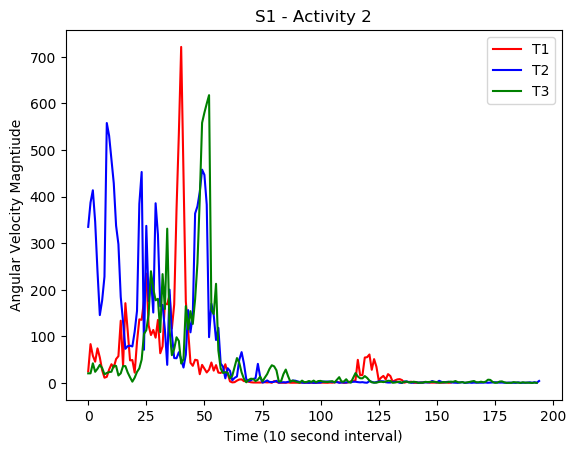 S1 - Activity 2
T1
T2
T3
Angular Velocity Magntiude
700
600
500
400
300
200
100
0
0 25 50 75 100 125 150 175 200
Time (10 second interval)